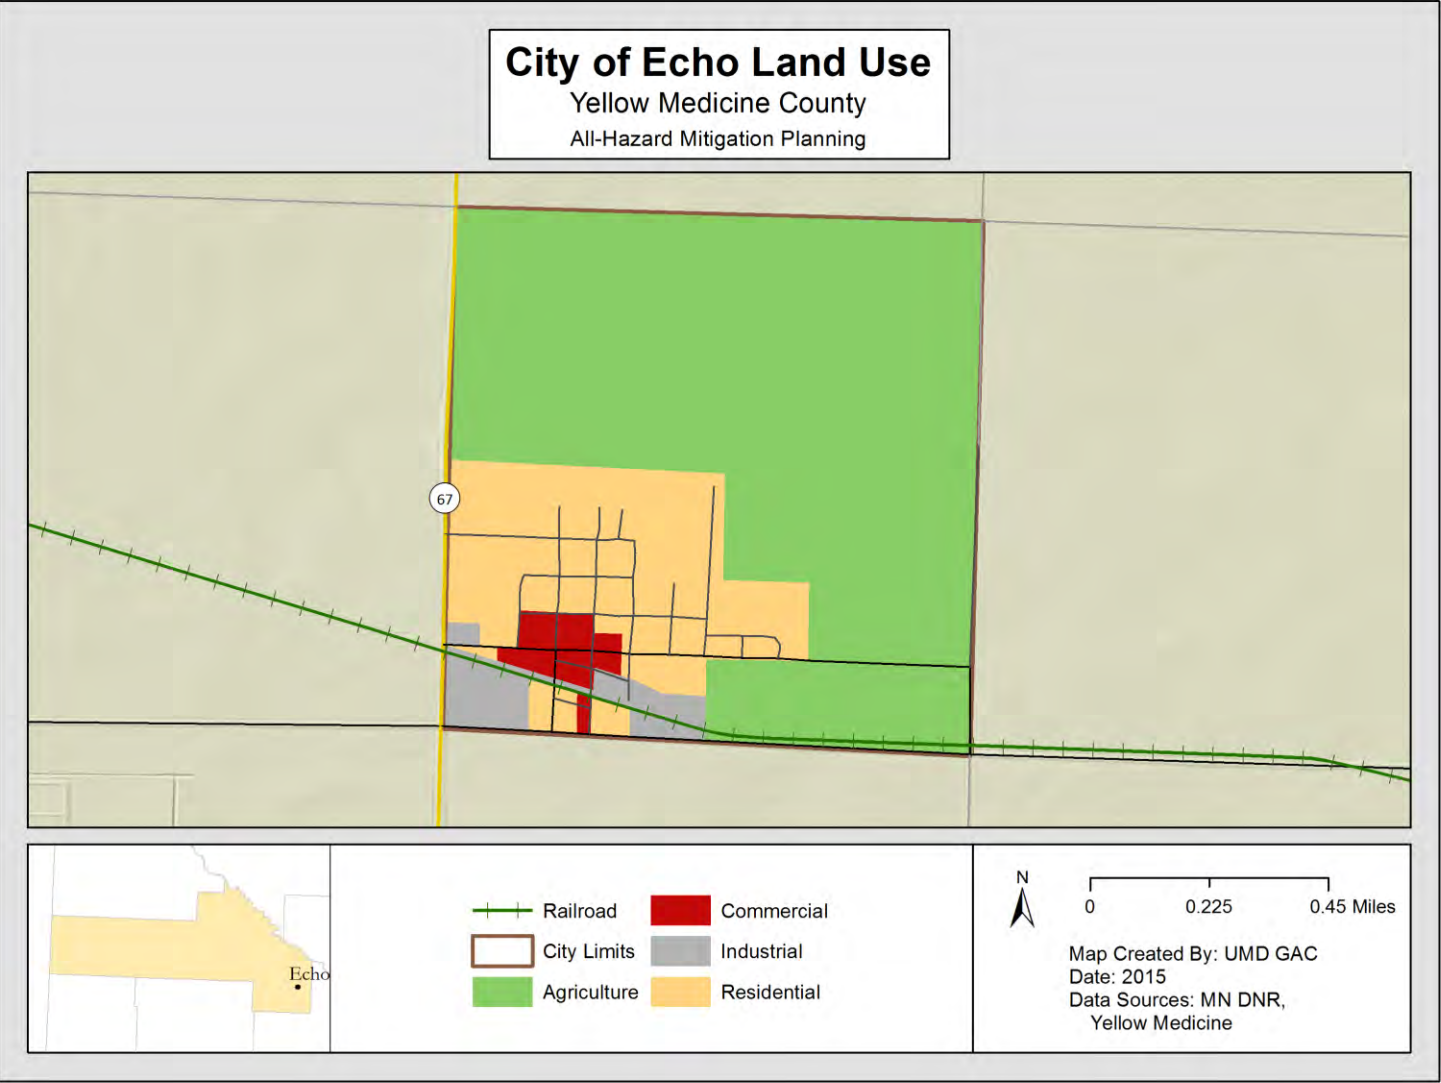 City of Echo Land Use
Yellow Medicine County
All-Hazard Mitigation Planning
67
Echo
Railroad
City Limits
Agriculture
Commercial
Industrial
Residential
N
0 0.225 0.45 Miles
Map Created By: UMD GAC
Date: 2015
Data Sources: MN DNR,
Yellow Medicine